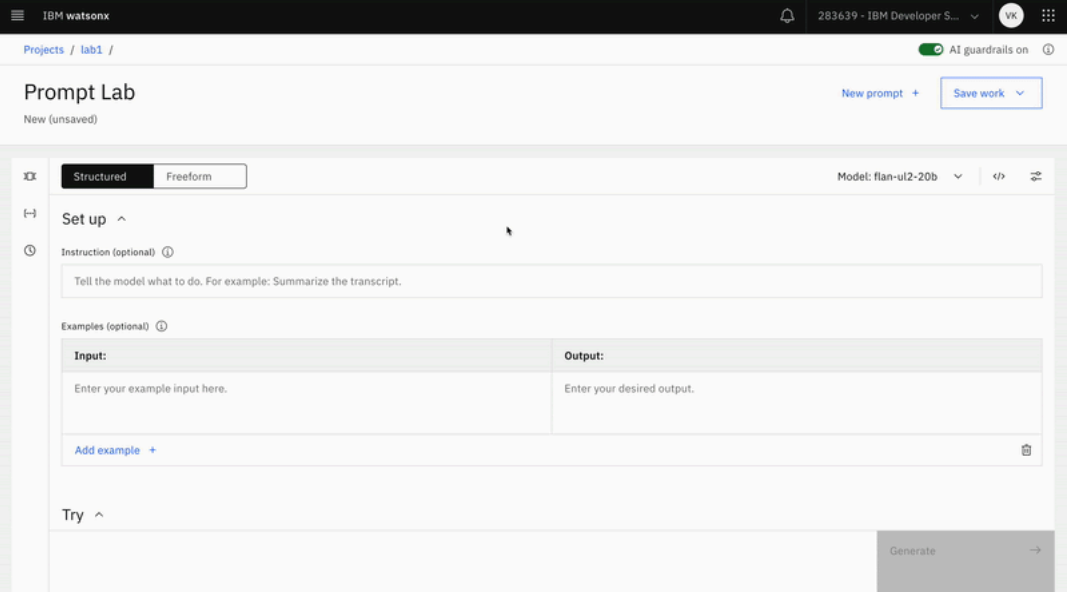 IBM watsonx
283639 - IBM Developer S...
VK
Projects / lab1 /
AI guardrails on
Prompt Lab
New prompt +
Save work
New (unsaved)
Structured
Freeform
Model: flan-ul2-20b
</>
Set up
Instruction (optional)
Tell the model what to do. For example: Summarize the transcript.
Examples (optional)
Input:
Output:
Enter your example input here.
Enter your desired output.
Add example +
Try
Generate